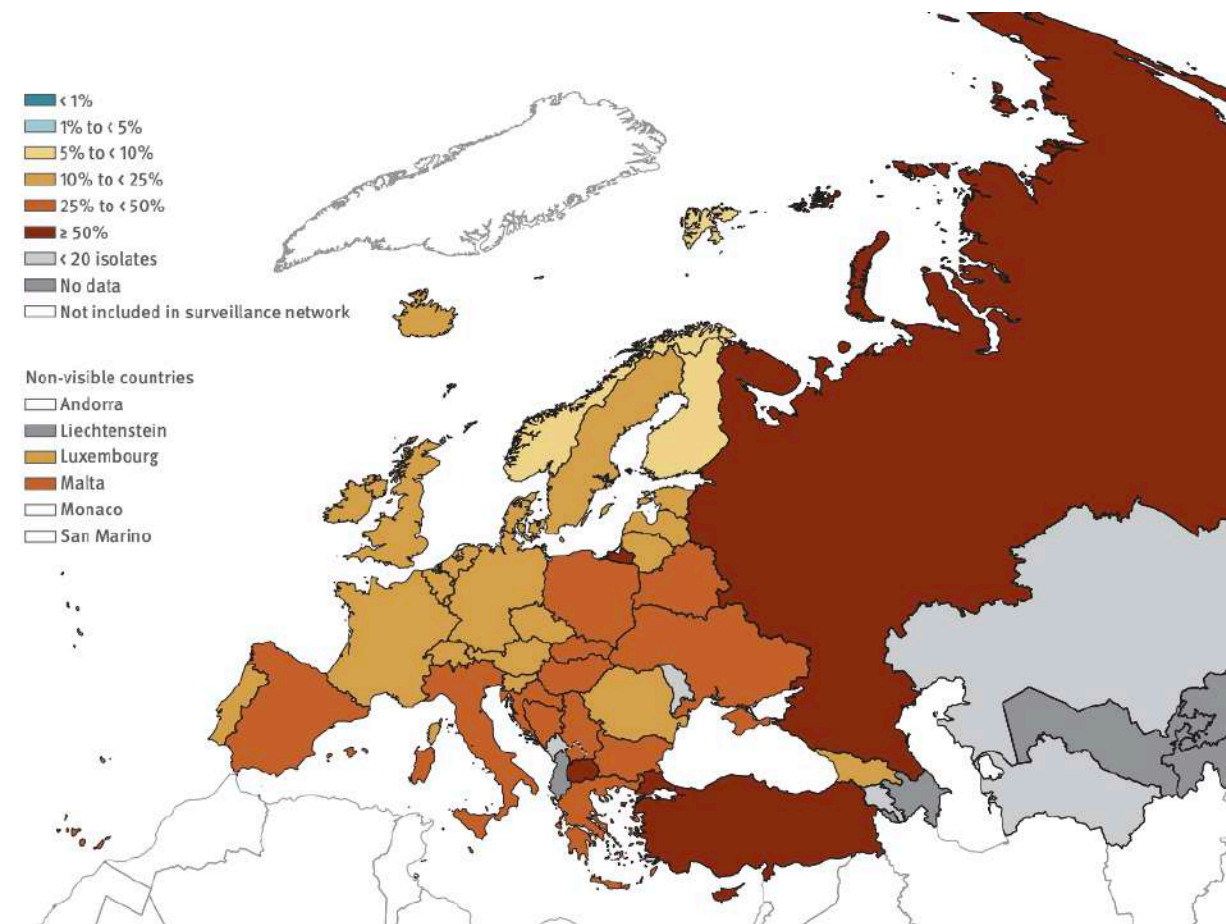 < 1%
1% to < 5%
5% to < 10%
10% to < 25%
25% to < 50%
≥ 50%
< 20 isolates
No data
Not included in surveillance network
Non-visible countries
Andorra
Liechtenstein
Luxembourg
Malta
Monaco
San Marino